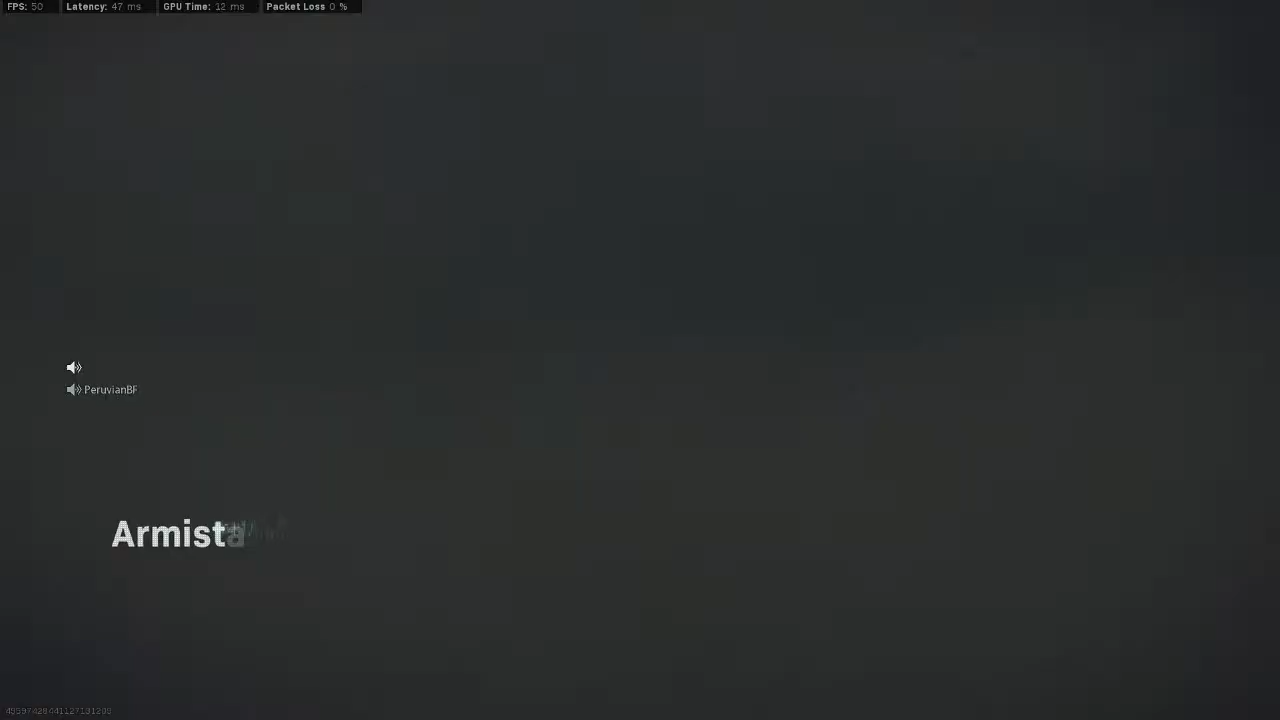 FPS: 50 Latency: 47 ms GPU Time: 12 ms Packet Loss 0 %
PeruvianBF
Armista